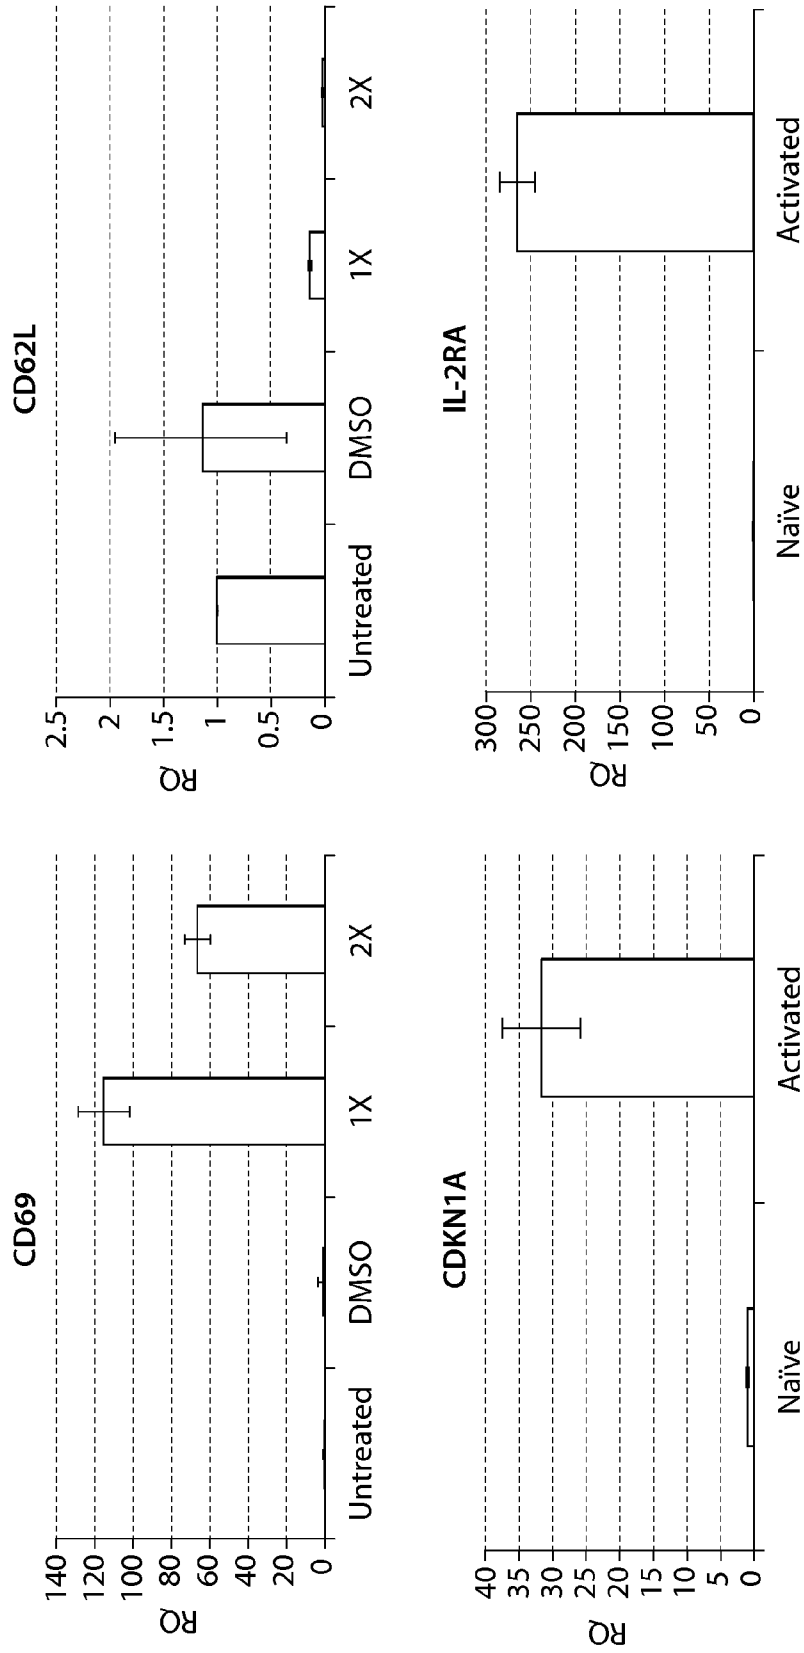 CD69
RQ
140
120
100
80
60
40
20
0
Untreated
DMSO
1X
2X
CD62L
RQ
2.5
2
1.5
1
0.5
0
Untreated
DMSO
1X
2X
CDKN1A
RQ
40
35
30
25
20
15
10
5
0
Naïve
Activated
IL-2RA
RQ
300
250
200
150
100
50
0
Naïve
Activated